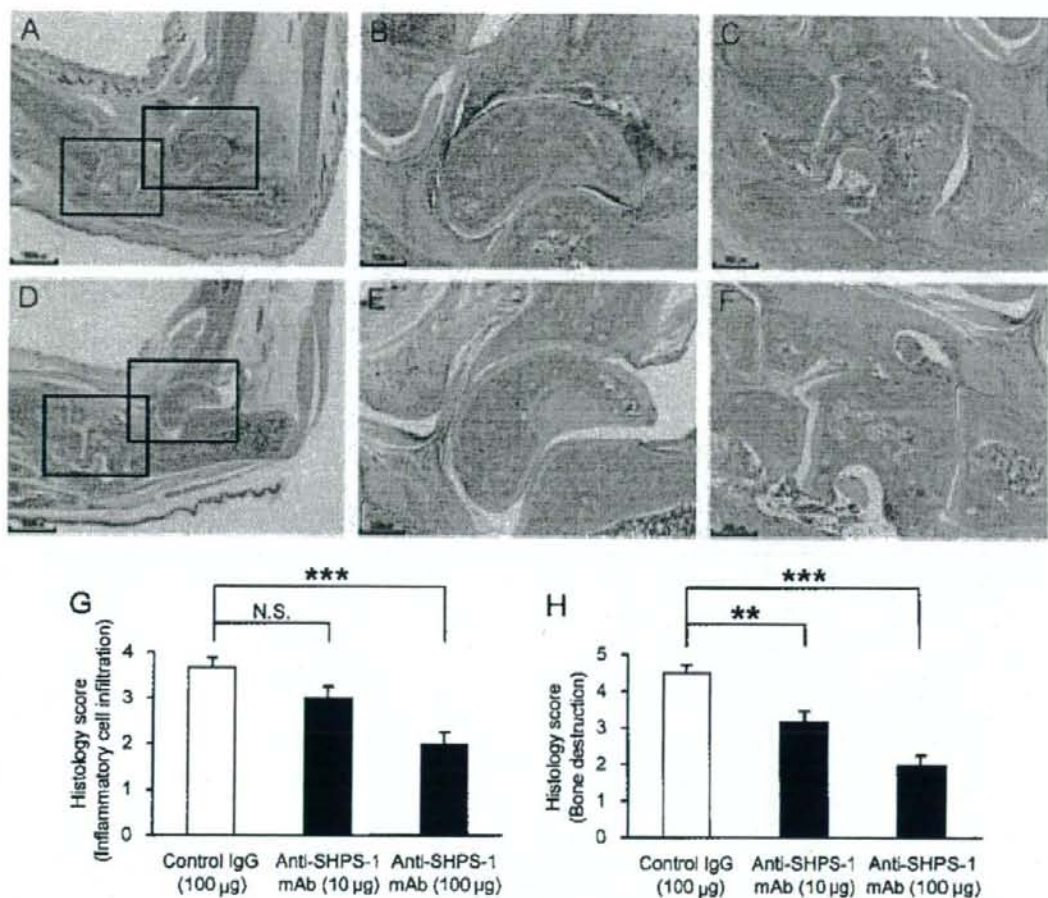 A
B
C
D
E
F
G
***
N.S.
Histology score
(Inflammatory cell infiltration)
4
3
2
1
0
Control IgG
(100 µg)
Anti-SHPS-1
mAb (10 µg)
Anti-SHPS-1
mAb (100 µg)
H
***
**
Histology score
(Bone destruction)
5
4
3
2
1
0
Control IgG
(100 µg)
Anti-SHPS-1
mAb (10 µg)
Anti-SHPS-1
mAb (100 µg)